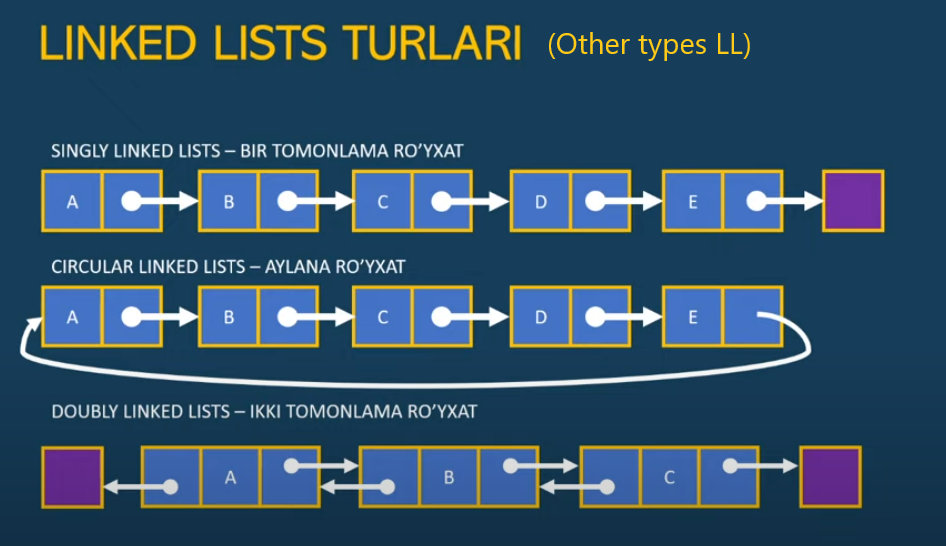 LINKED LISTS TURLARI (Other types LL)
SINGLY LINKED LISTS – BIR TOMONLAMA RO’YXAT
A B C D E
CIRCULAR LINKED LISTS – AYLANA RO’YXAT
A B C D E
DOUBLY LINKED LISTS – IKKI TOMONLAMA RO’YXAT
A B C